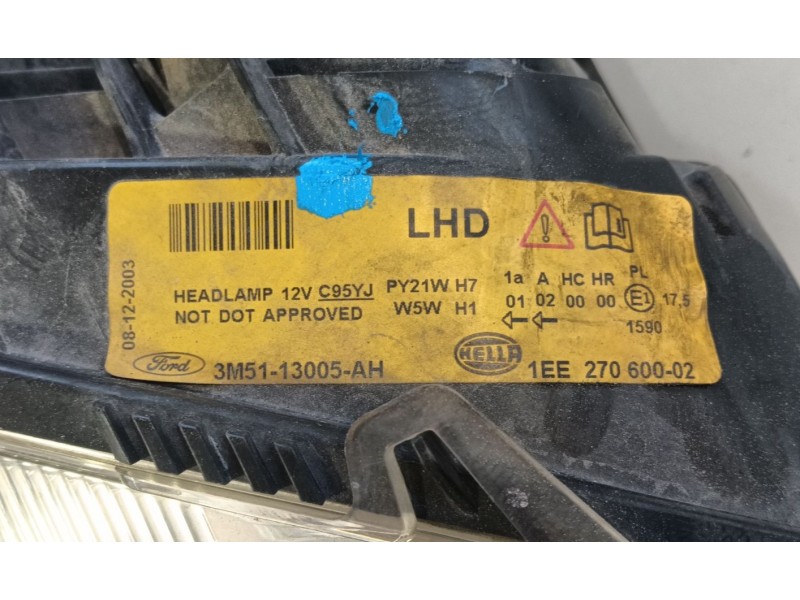 LHD
08-12-2003
HEADLAMP 12V C95YJ PY21W H7
NOT DOT APPROVED W5W H1
1a A HC HR PL
01 02 00 00 E1 17,5
1590
Ford 3M51-13005-AH HELLA 1EE 270 600-02